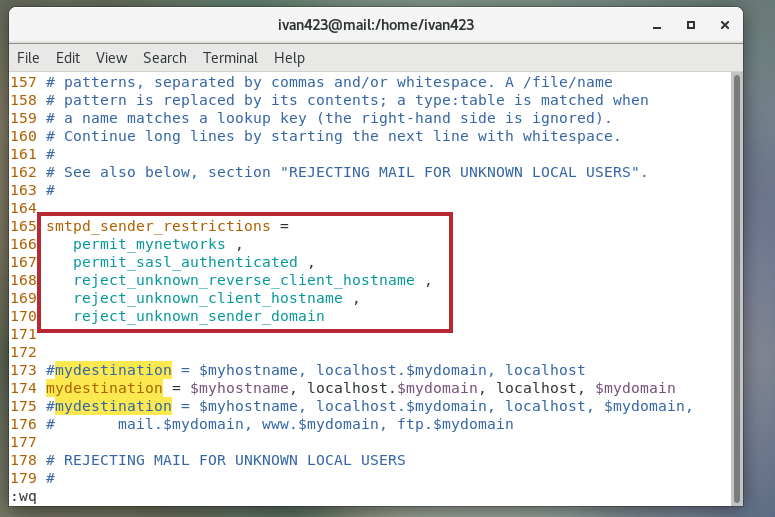 ivan423@mail:/home/ivan423
File Edit View Search Terminal Help
157 # patterns, separated by commas and/or whitespace. A /file/name
158 # pattern is replaced by its contents; a type:table is matched when
159 # a name matches a lookup key (the right-hand side is ignored).
160 # Continue long lines by starting the next line with whitespace.
161 #
162 # See also below, section "REJECTING MAIL FOR UNKNOWN LOCAL USERS".
163 #
164
165 smtpd_sender_restrictions =
166    permit_mynetworks ,
167    permit_sasl_authenticated ,
168    reject_unknown_reverse_client_hostname ,
169    reject_unknown_client_hostname ,
170    reject_unknown_sender_domain
171
172
173 #mydestination = $myhostname, localhost.$mydomain, localhost
174 mydestination = $myhostname, localhost.$mydomain, localhost, $mydomain
175 #mydestination = $myhostname, localhost.$mydomain, localhost, $mydomain,
176 #       mail.$mydomain, www.$mydomain, ftp.$mydomain
177
178 # REJECTING MAIL FOR UNKNOWN LOCAL USERS
179 #
:wq